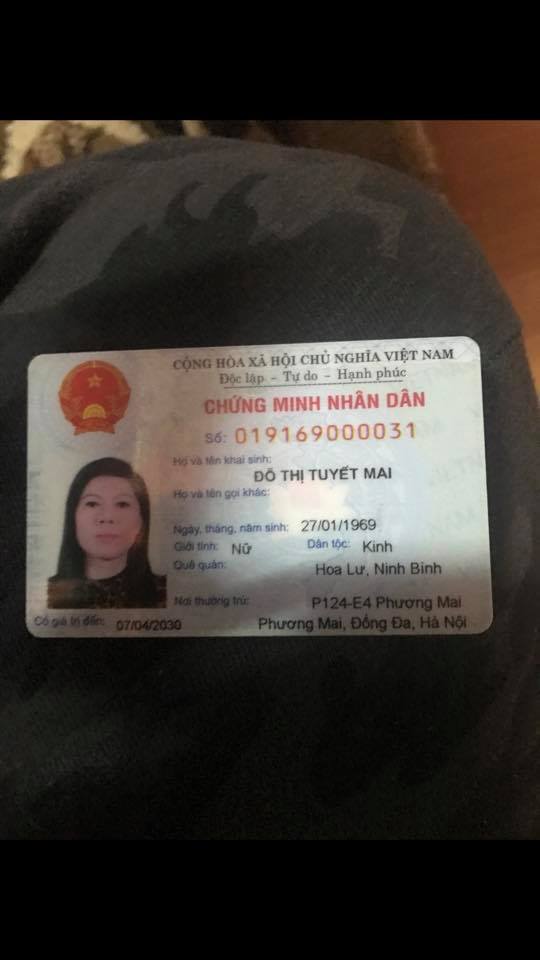 CỘNG HÒA XÃ HỘI CHỦ NGHĨA VIỆT NAM
Độc lập - Tự do - Hạnh phúc
CHỨNG MINH NHÂN DÂN
Số: 019169000031
Họ và tên khai sinh:
ĐỖ THỊ TUYẾT MAI
Họ và tên gọi khác:
Ngày, tháng, năm sinh: 27/01/1969
Giới tính: Nữ Dân tộc: Kinh
Quê quán: Hoa Lư, Ninh Bình
Nơi thường trú: P124-E4 Phương Mai
Phương Mai, Đống Đa, Hà Nội
Có giá trị đến: 07/04/2030